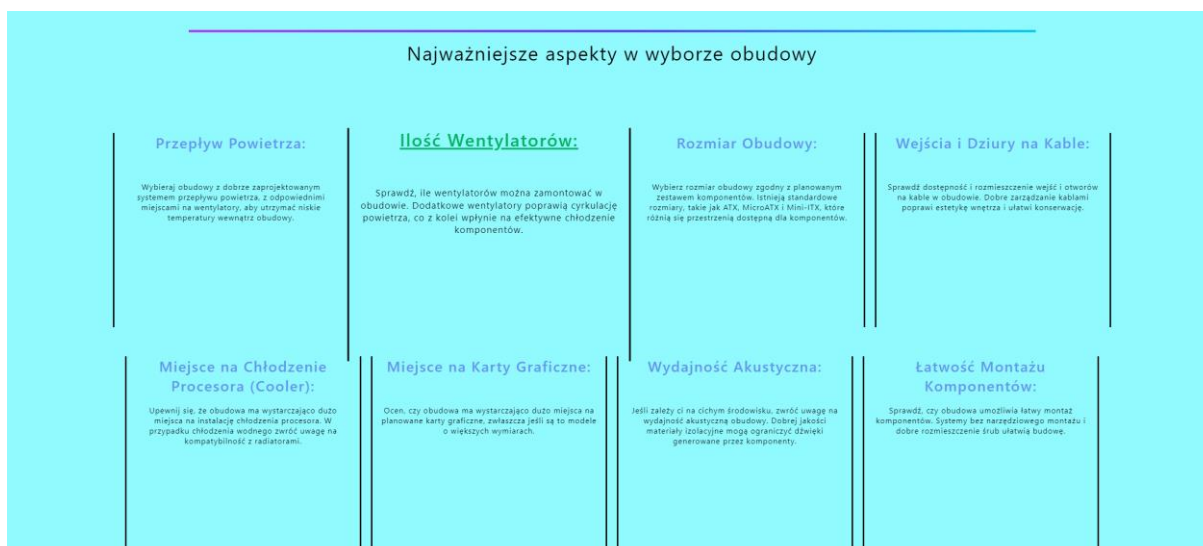 Najważniejsze aspekty w wyborze obudowy
Przepływ Powietrza:
Wybieraj obudowy z dobrze zaprojektowanym
systemem przepływu powietrza, z odpowiednimi
miejscami na wentylatory, aby utrzymać niskie
temperatury wewnątrz obudowy.
Ilość Wentylatorów:
Sprawdź, ile wentylatorów można zamontować w
obudowie. Dodatkowe wentylatory poprawią cyrkulację
powietrza, co z kolei wpłynie na efektywne chłodzenie
komponentów.
Rozmiar Obudowy:
Wybierz rozmiar obudowy zgodny z planowanym
zestawem komponentów. Istnieją standardowe
rozmiary, takie jak ATX, MicroATX i Mini-ITX, które
różnią się przestrzenią dostępną dla komponentów.
Wejścia i Dziury na Kable:
Sprawdź dostępność i rozmieszczenie wejść i otworów
na kable w obudowie. Dobre zarządzanie kablami
poprawi estetykę wnętrza i ułatwi konserwację.
Miejsce na Chłodzenie
Procesora (Cooler):
Upewnij się, że obudowa ma wystarczająco dużo
miejsca na instalację chłodzenia procesora. W
przypadku chłodzenia wodnego zwróć uwagę na
kompatybilność z radiatorami.
Miejsce na Karty Graficzne:
Ocen, czy obudowa ma wystarczająco dużo miejsca na
planowane karty graficzne, zwłaszcza jeśli są to modele
o większych wymiarach.
Wydajność Akustyczna:
Jeśli zależy ci na cichym środowisku, zwróć uwagę na
wydajność akustyczną obudowy. Dobrej jakości
materiały izolacyjne mogą ograniczyć dźwięki
generowane przez komponenty.
Łatwość Montażu
Komponentów:
Sprawdź, czy obudowa umożliwia łatwy montaż
komponentów. Systemy bez narzędziowego montażu i
dobre rozmieszczenie śrub ułatwią budowę.